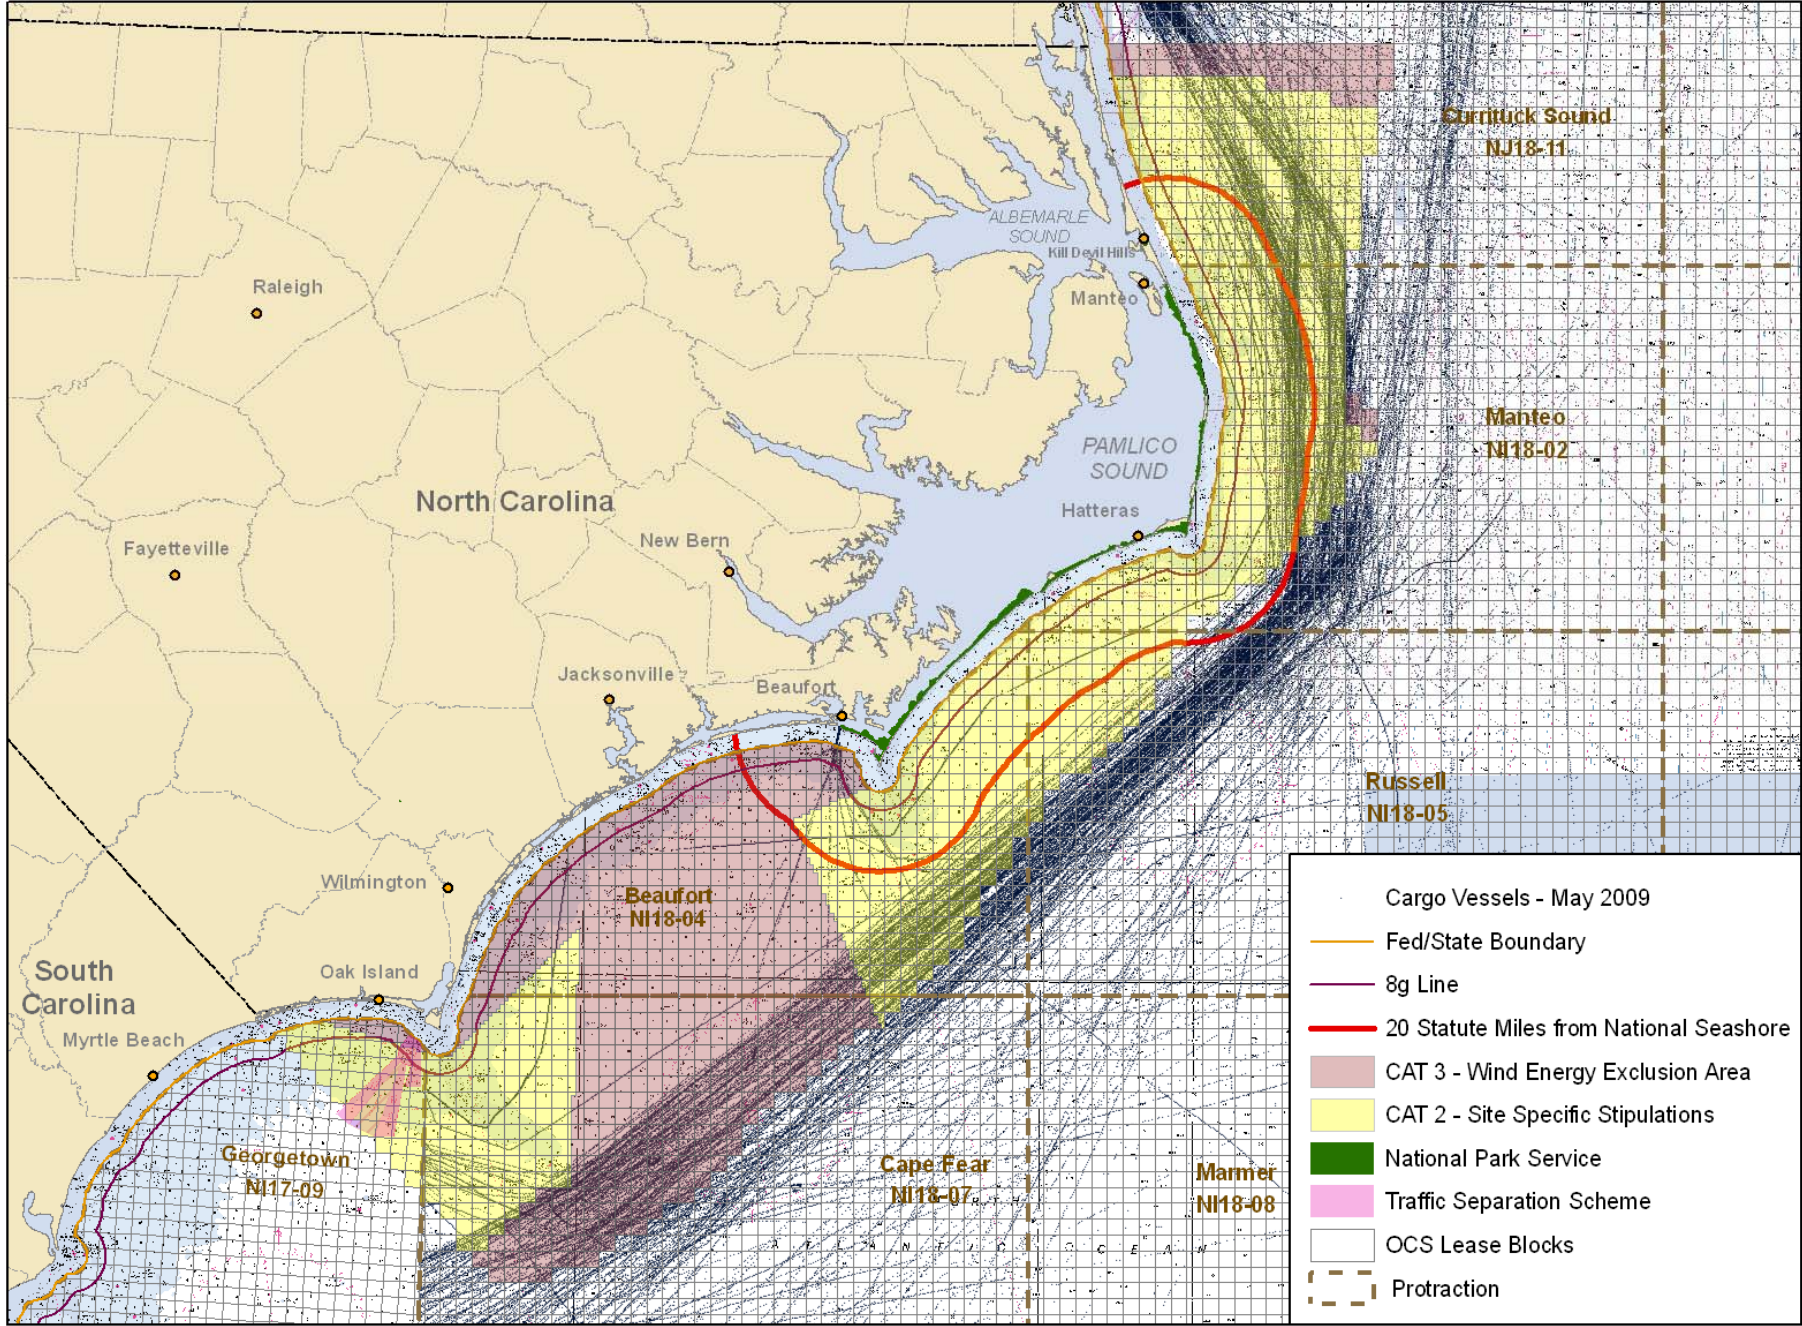 Currituck Sound
NJ18-11
ALBEMARLE
SOUND
Kill Devil Hills
Raleigh
Manteo
Manteo
NI18-02
PAMLICO
SOUND
North Carolina
Hatteras
Fayetteville
New Bern
Jacksonville
Beaufort
Russell
NI18-05
Wilmington
Beaufort
NI18-04
South
Carolina
Oak Island
Myrtle Beach
Georgetown
NI17-09
Cape Fear
NI18-07
Marmer
NI18-08
R T H
A T L A N T I C O C E A N
Cargo Vessels - May 2009
Fed/State Boundary
8g Line
20 Statute Miles from National Seashore
CAT 3 - Wind Energy Exclusion Area
CAT 2 - Site Specific Stipulations
National Park Service
Traffic Separation Scheme
OCS Lease Blocks
Protraction